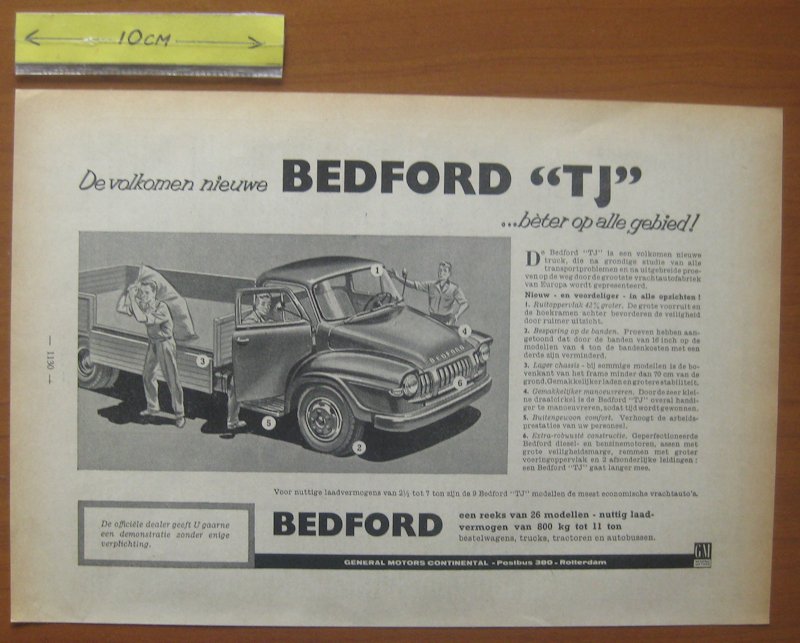 10CM
De volkomen nieuwe BEDFORD "TJ"
...bèter op alle gebied!
De Bedford "TJ" is een volkomen nieuwe
truck, die na grondige studie van alle
transportproblemen en na uitgebreide proe-
ven op de weg door de grootste vrachtautofabriek
van Europa wordt gepresenteerd.
Nieuw - en voordeliger - in alle opzichten!
1. Ruitoppervlak 42% groter. De grote voorruit en
de hoekramen achter bevorderen de veiligheid
door ruimer uitzicht.
2. Besparing op de banden. Proeven hebben aan-
getoond dat door de banden van 16 inch op de
modellen van 4 ton de bandenkosten met een
derde zijn verminderd.
3. Lager chassis - bij sommige modellen is de bo-
venkant van het frame minder dan 70 cm van de
grond. Gemakkelijker laden en grotere stabiliteit.
4. Gemakkelijker manoeuvreren. Door de zeer klei-
ne draaicirkel is de Bedford "TJ" overal handi-
ger te manoeuvreren, zodat tijd wordt gewonnen.
5. Buitengewoon comfort. Verhoogt de arbeids-
prestaties van uw personeel.
6. Extra-robuuste constructie. Geperfectioneerde
Bedford diesel- en benzinemotoren, assen met
grote veiligheidsmarge, remmen met groter
voeringoppervlak en 2 afzonderlijke leidingen:
een Bedford "TJ" gaat langer mee.
1
2
3
4
5
6
BEDFORD
— 1130 —
Voor nuttige laadvermogens van 2½ tot 7 ton zijn de 9 Bedford "TJ" modellen de meest economische vrachtauto's.
De officiële dealer geeft U gaarne
een demonstratie zonder enige
verplichting.
BEDFORD
een reeks van 26 modellen - nuttig laad-
vermogen van 800 kg tot 11 ton
bestelwagens, trucks, tractoren en autobussen.
GENERAL MOTORS CONTINENTAL - Postbus 380 - Rotterdam
GM